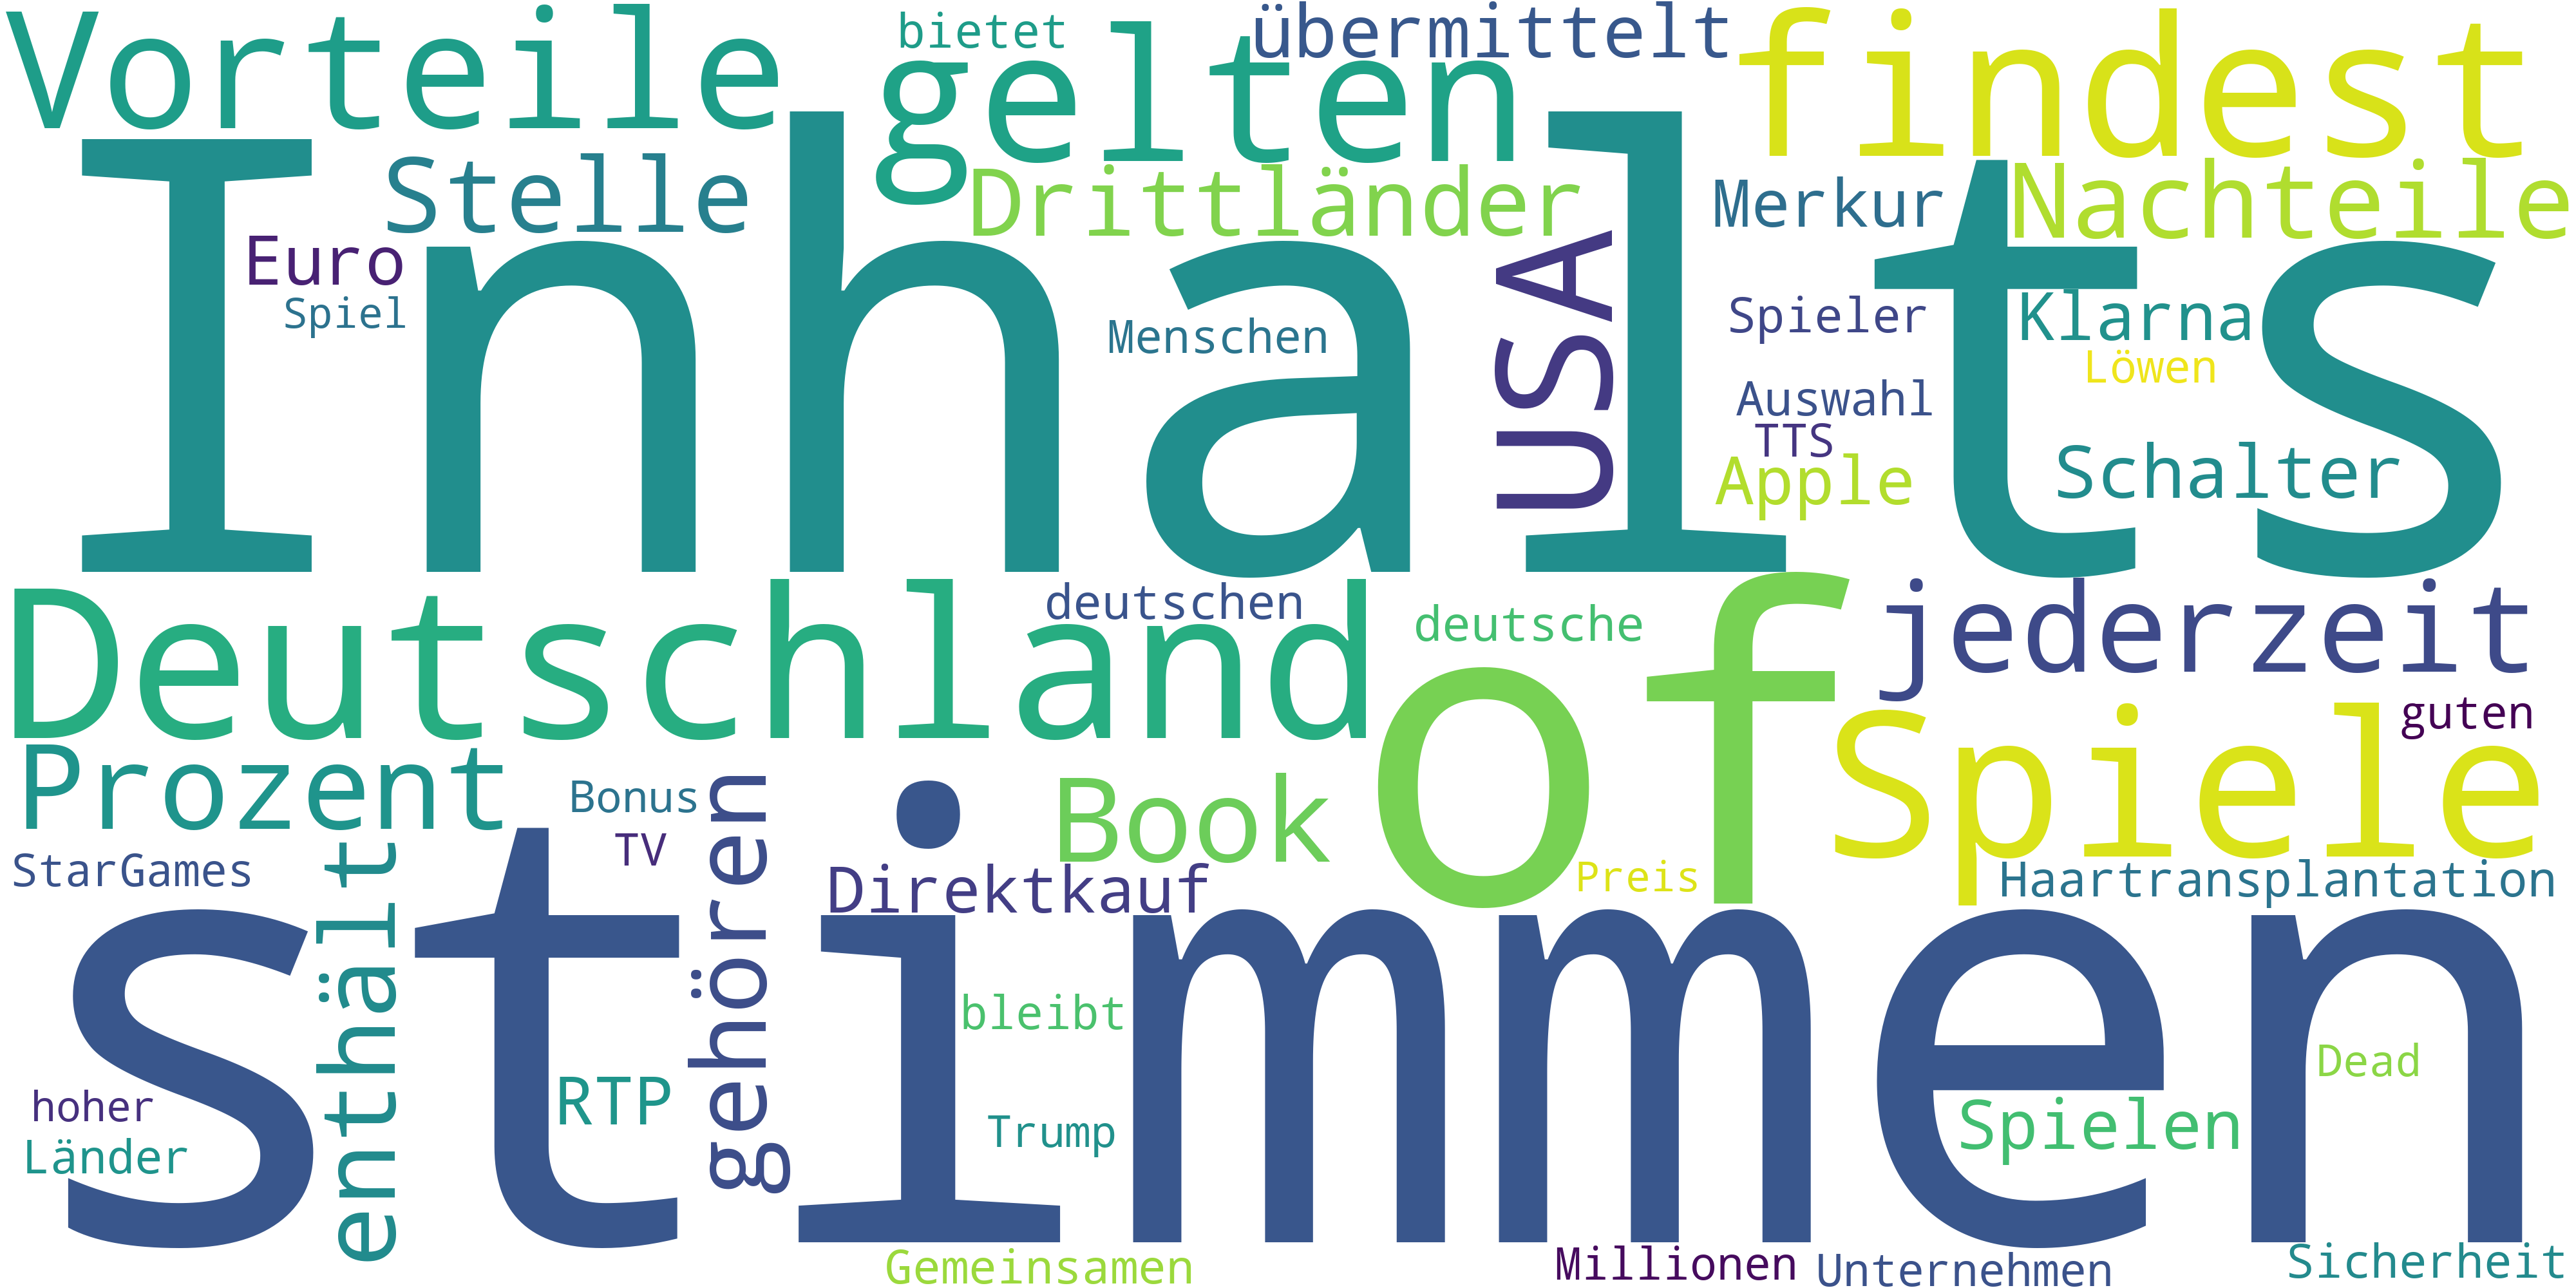 Vorteile
bietet
gelten
übermittelt
findest
Stelle
Drittländer
Merkur
Nachteile
Inhalts
Euro
Spiel
Menschen
USA
Spieler
Klarna
Löwen
Auswahl
TTS
Apple
Schalter
Deutschland
deutschen
deutsche
of
jederzeit
guten
Spiele
Prozent
Bonus
TV
gehören
Book
StarGames
enthält
Direktkauf
Preis
Haartransplantation
stimmen
bleibt
Dead
hoher
RTP
Trump
Spielen
Länder
Gemeinsamen
Millionen
Unternehmen
Sicherheit